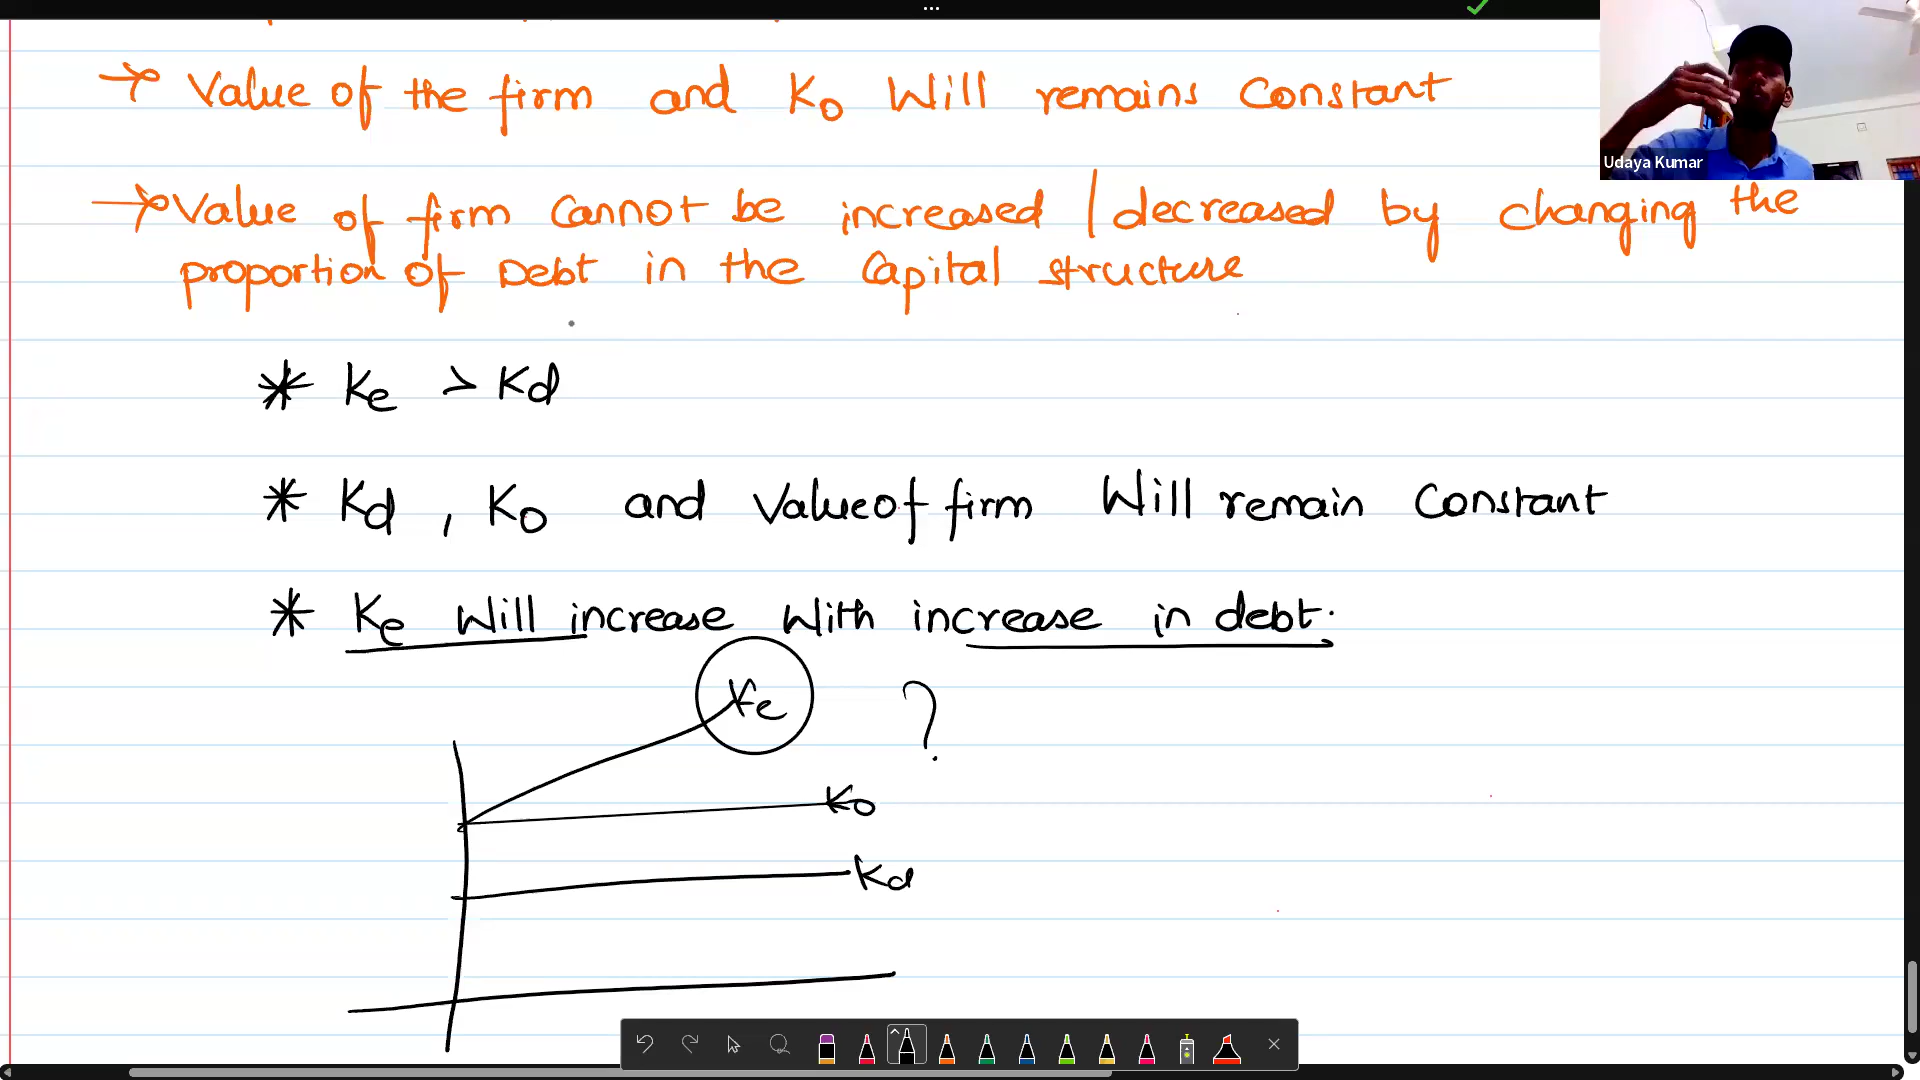 → Value of the firm and Ko Will remains Constant
Udaya Kumar
→ Value of firm cannot be increased / decreased by changing the
proportion of Debt in the Capital structure
* Ke > Kd
* Kd , Ko and Value of firm Will remain Constant
* Ke Will increase With increase in debt.
Ke ?
Ko
Kd